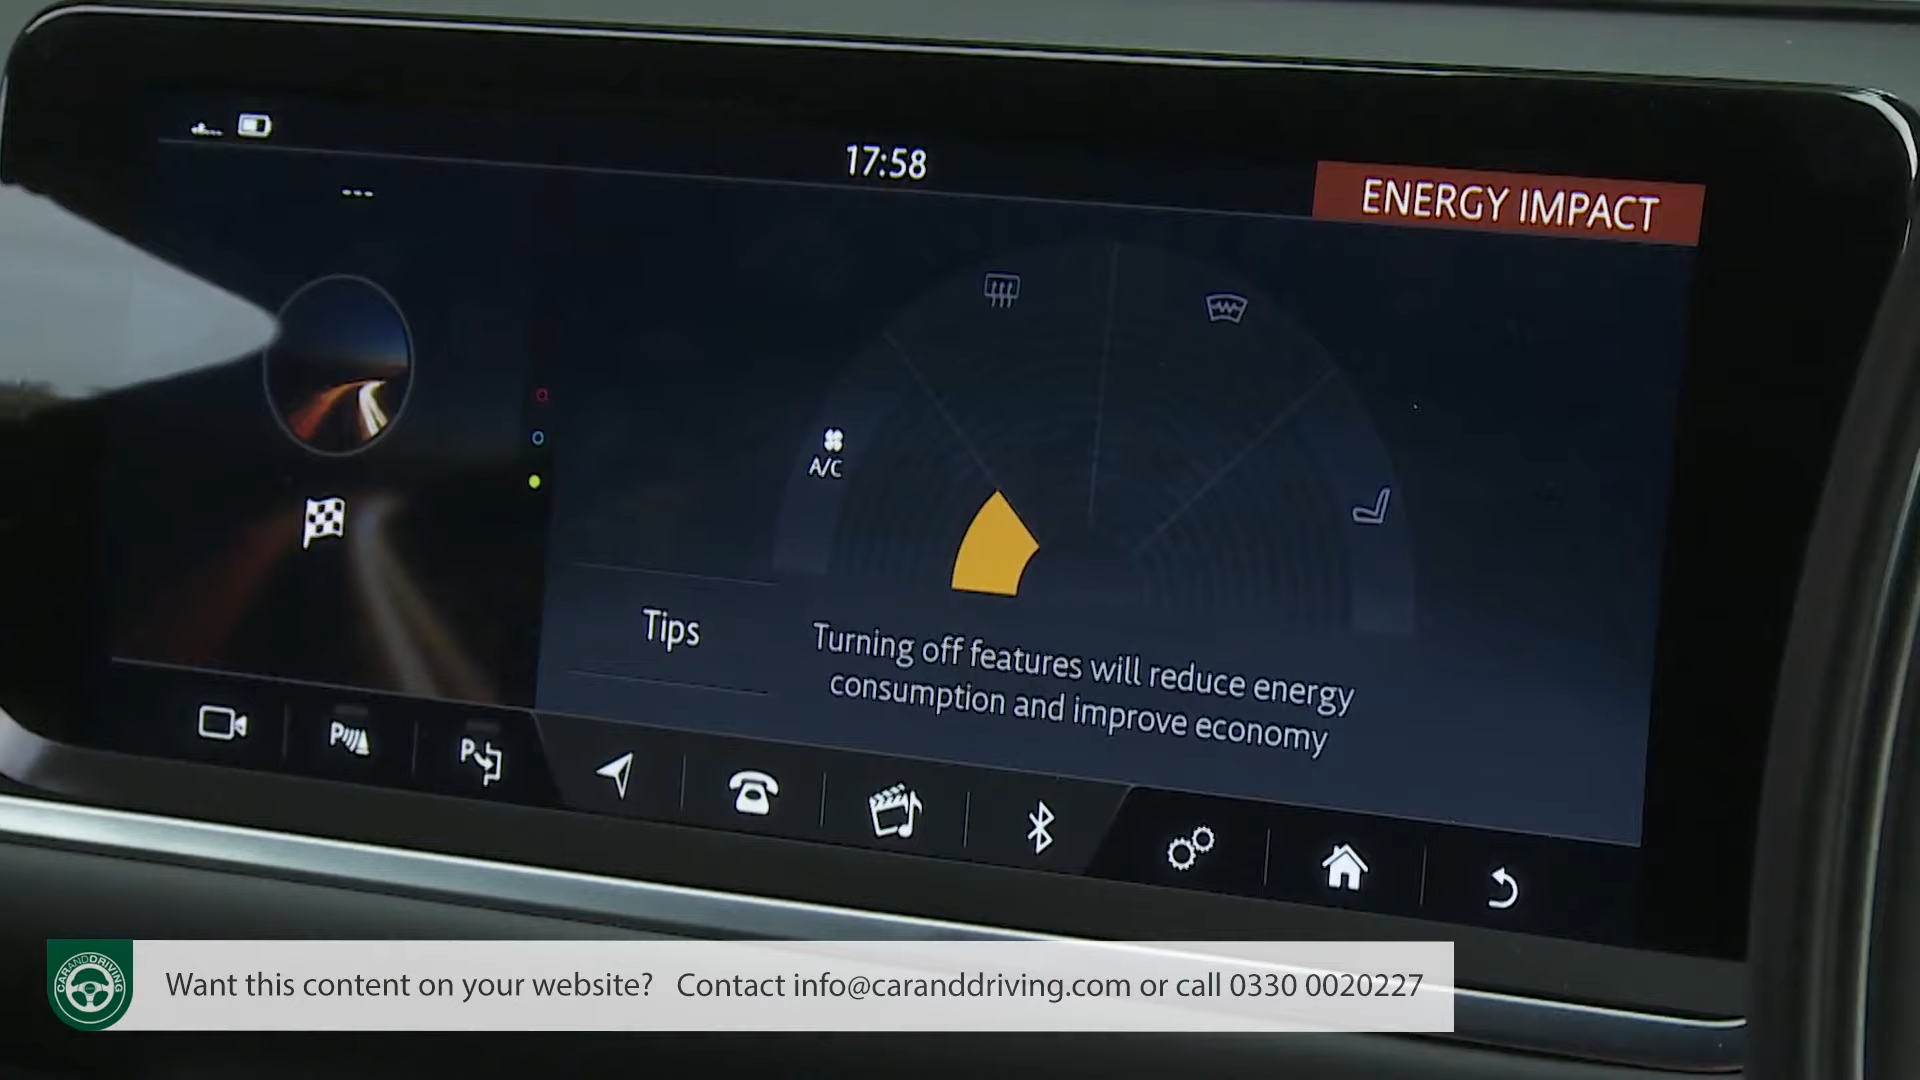 17:58
ENERGY IMPACT
---
A/C
Tips
Turning off features will reduce energy
consumption and improve economy
P
P
CARANDDRIVING
Want this content on your website? Contact info@caranddriving.com or call 0330 0020227